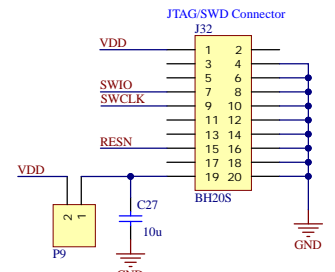 JTAG/SWD Connector
J32
VDD
1 2
3 4
5 6
SWIO
7 8
SWCLK
9 10
11 12
13 14
RESN
15 16
17 18
VDD
19 20
BH20S
2 1
C27
10u
P9
GND
GND